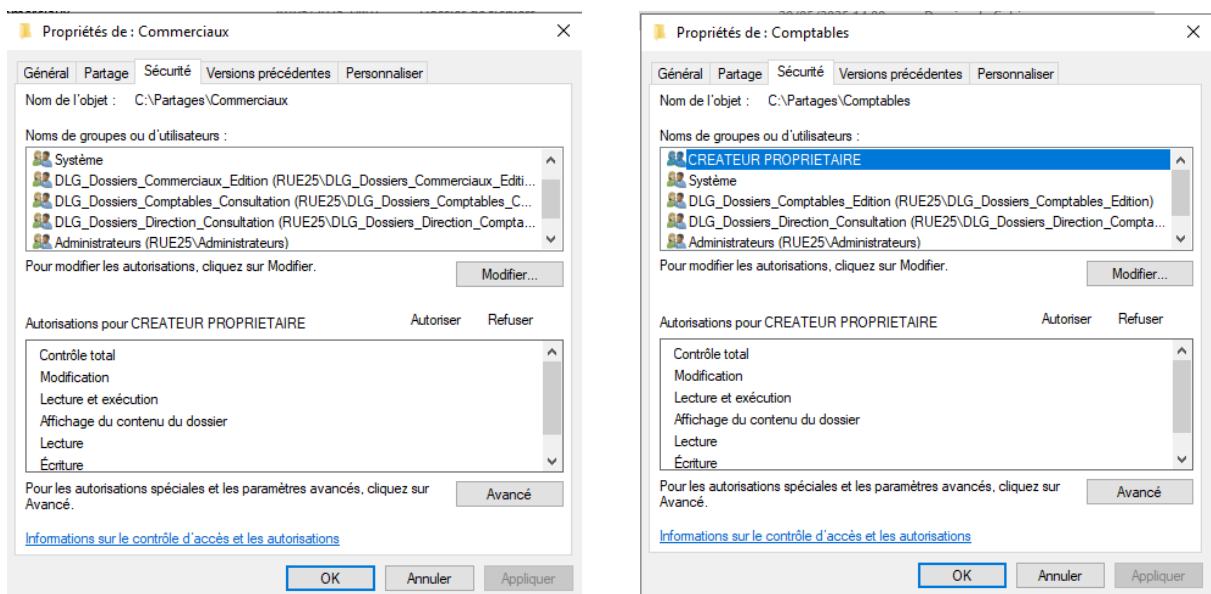 Propriétés de : Commerciaux
Général Partage Sécurité Versions précédentes Personnaliser
Nom de l'objet : C:\Partages\Commerciaux
Noms de groupes ou d'utilisateurs :
Système
DLG_Dossiers_Commerciaux_Edition (RUE25\DLG_Dossiers_Commerciaux_Editi...
DLG_Dossiers_Comptables_Consultation (RUE25\DLG_Dossiers_Comptables_C...
DLG_Dossiers_Direction_Consultation (RUE25\DLG_Dossiers_Direction_Compta...
Administrateurs (RUE25\Administrateurs)
Pour modifier les autorisations, cliquez sur Modifier.
Modifier...
Autorisations pour CREATEUR PROPRIETAIRE Autoriser Refuser
Contrôle total
Modification
Lecture et exécution
Affichage du contenu du dossier
Lecture
Écriture
Pour les autorisations spéciales et les paramètres avancés, cliquez sur
Avancé.
Avancé
Informations sur le contrôle d'accès et les autorisations
OK Annuler Appliquer
Propriétés de : Comptables
Général Partage Sécurité Versions précédentes Personnaliser
Nom de l'objet : C:\Partages\Comptables
Noms de groupes ou d'utilisateurs :
CREATEUR PROPRIETAIRE
Système
DLG_Dossiers_Comptables_Edition (RUE25\DLG_Dossiers_Comptables_Edition)
DLG_Dossiers_Direction_Consultation (RUE25\DLG_Dossiers_Direction_Compta...
Administrateurs (RUE25\Administrateurs)
Pour modifier les autorisations, cliquez sur Modifier.
Modifier...
Autorisations pour CREATEUR PROPRIETAIRE Autoriser Refuser
Contrôle total
Modification
Lecture et exécution
Affichage du contenu du dossier
Lecture
Écriture
Pour les autorisations spéciales et les paramètres avancés, cliquez sur
Avancé.
Avancé
Informations sur le contrôle d'accès et les autorisations
OK Annuler Appliquer